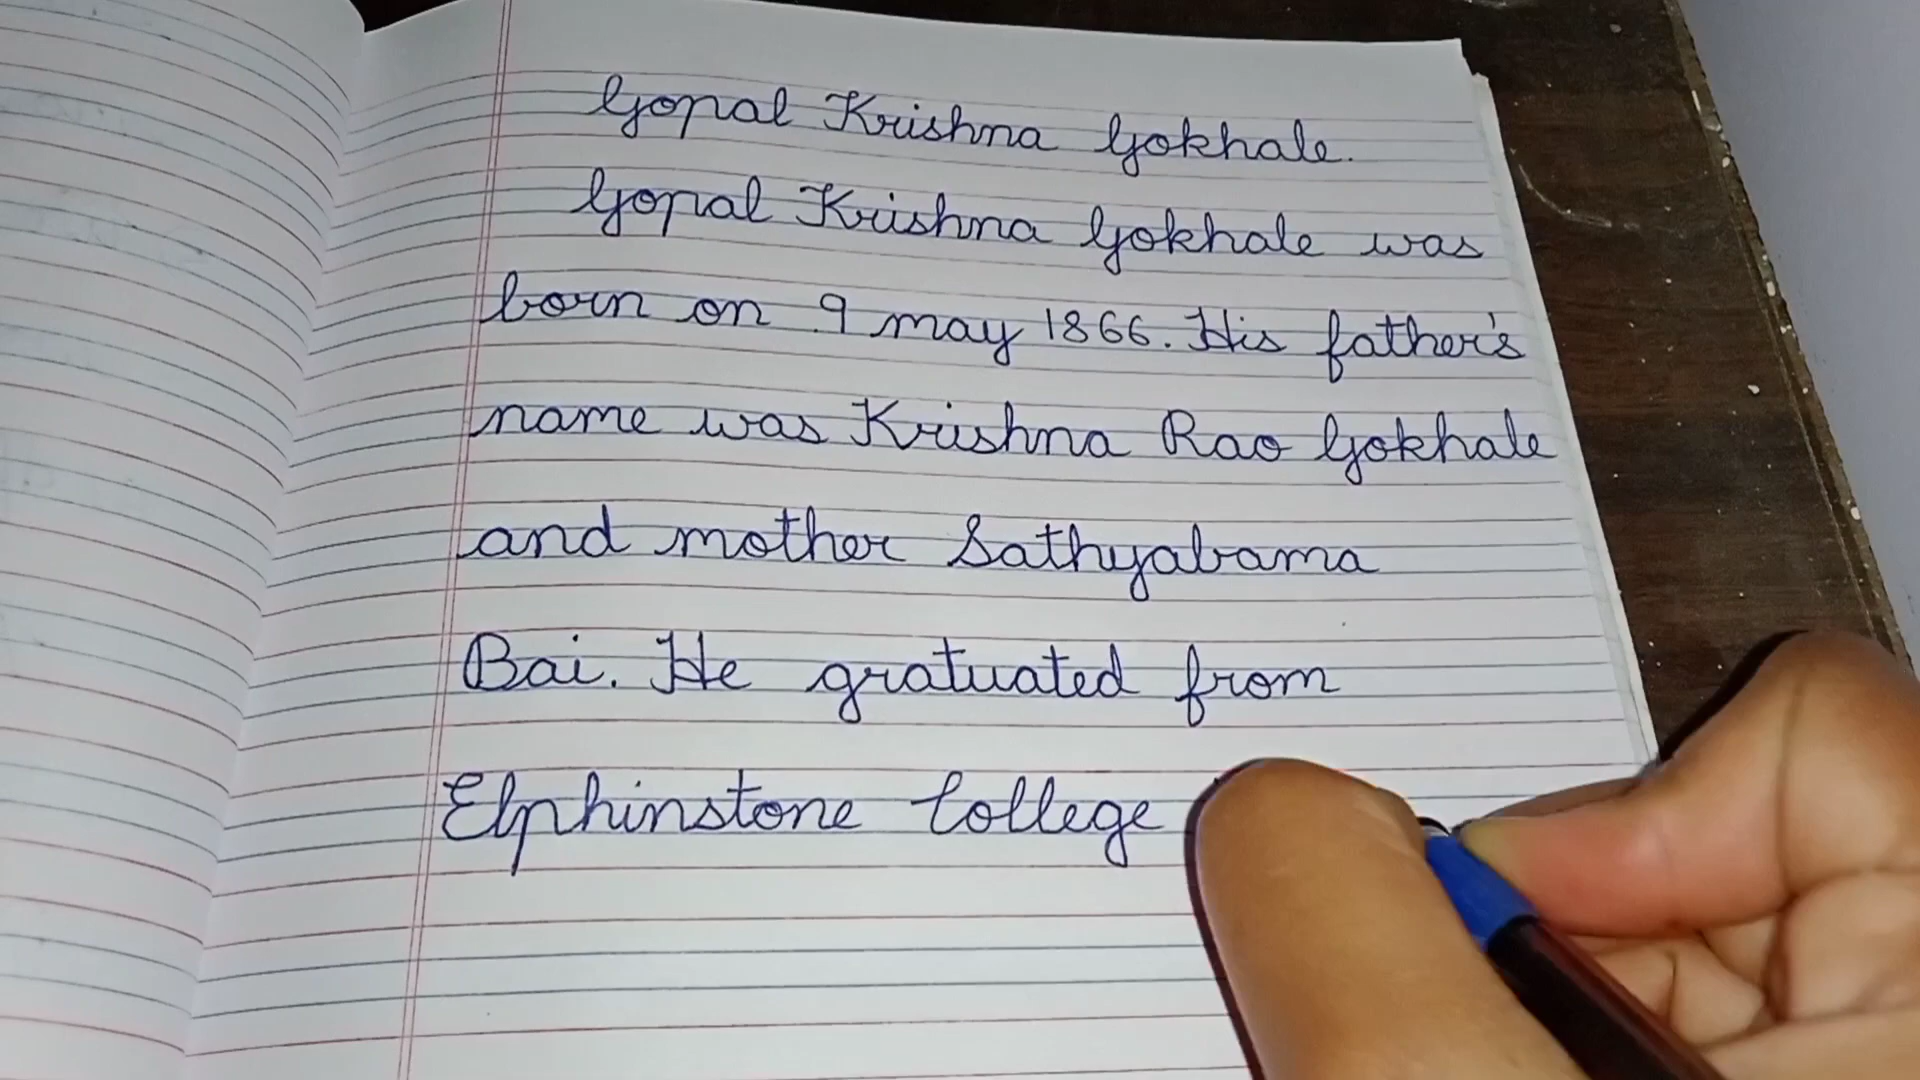 Gopal Krishna Gokhale.
Gopal Krishna Gokhale was
born on 9 may 1866. His father's
name was Krishna Rao Gokhale
and mother Sathyabama
Bai. He gratuated from
Elphinstone College